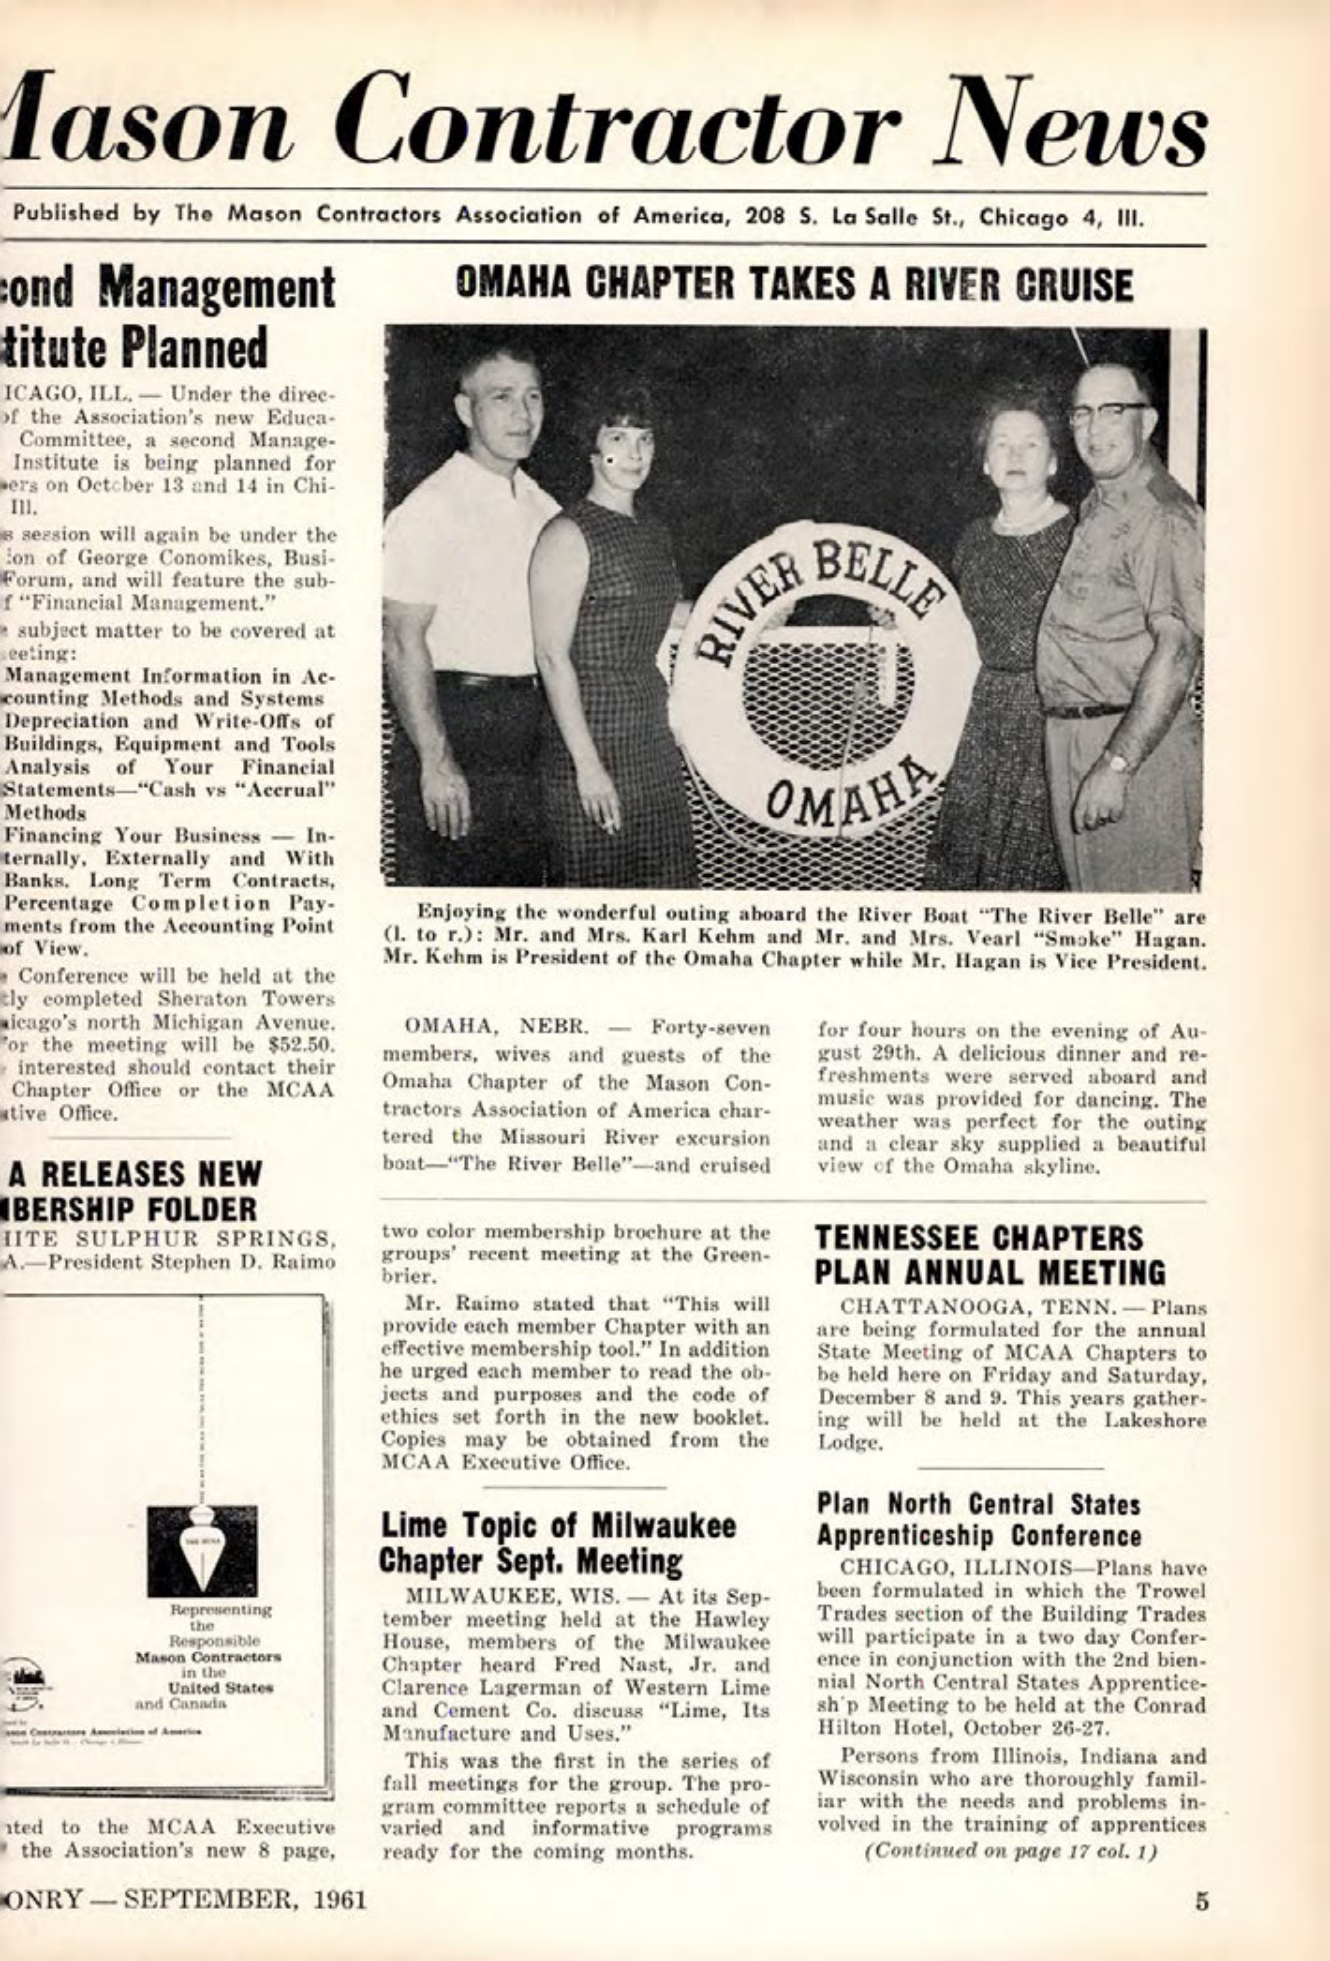 Mason Contractor News
Published by The Mason Contractors Association of America, 208 S. La Salle St., Chicago 4, Ill.
cond Management
titute Planned
ICAGO, ILL. — Under the direc-
of the Association's new Educa-
Committee, a second Manage-
Institute is being planned for
ers on October 13 and 14 in Chi-
Ill.
s session will again be under the
ion of George Conomikes, Busi-
Forum, and will feature the sub-
f "Financial Management."
subject matter to be covered at
eeting:
Management Information in Ac-
counting Methods and Systems
Depreciation and Write-Offs of
Buildings, Equipment and Tools
Analysis of Your Financial
Statements—"Cash vs "Accrual"
Methods
Financing Your Business — In-
ternally, Externally and With
Banks. Long Term Contracts,
Percentage Completion Pay-
ments from the Accounting Point
of View.
Conference will be held at the
tly completed Sheraton Towers
icago's north Michigan Avenue.
or the meeting will be $52.50.
interested should contact their
Chapter Office or the MCAA
ative Office.
A RELEASES NEW
MBERSHIP FOLDER
HITE SULPHUR SPRINGS,
A.—President Stephen D. Raimo
Representing
the
Responsible
Mason Contractors
in the
United States
and Canada
Mason Contractors Association of America
nted to the MCAA Executive
the Association's new 8 page,
OMAHA CHAPTER TAKES A RIVER CRUISE
RIVER BELLE
OMAHA
Enjoying the wonderful outing aboard the River Boat "The River Belle" are
(l. to r.): Mr. and Mrs. Karl Kehm and Mr. and Mrs. Vearl "Smoke" Hagan.
Mr. Kehm is President of the Omaha Chapter while Mr. Hagan is Vice President.
OMAHA, NEBR. — Forty-seven
members, wives and guests of the
Omaha Chapter of the Mason Con-
tractors Association of America char-
tered the Missouri River excursion
boat—"The River Belle"—and cruised
for four hours on the evening of Au-
gust 29th. A delicious dinner and re-
freshments were served aboard and
music was provided for dancing. The
weather was perfect for the outing
and a clear sky supplied a beautiful
view of the Omaha skyline.
two color membership brochure at the
groups' recent meeting at the Green-
brier.
Mr. Raimo stated that "This will
provide each member Chapter with an
effective membership tool." In addition
he urged each member to read the ob-
jects and purposes and the code of
ethics set forth in the new booklet.
Copies may be obtained from the
MCAA Executive Office.
Lime Topic of Milwaukee
Chapter Sept. Meeting
MILWAUKEE, WIS. — At its Sep-
tember meeting held at the Hawley
House, members of the Milwaukee
Chapter heard Fred Nast, Jr. and
Clarence Lagerman of Western Lime
and Cement Co. discuss "Lime, Its
Manufacture and Uses."
This was the first in the series of
fall meetings for the group. The pro-
gram committee reports a schedule of
varied and informative programs
ready for the coming months.
TENNESSEE CHAPTERS
PLAN ANNUAL MEETING
CHATTANOOGA, TENN. — Plans
are being formulated for the annual
State Meeting of MCAA Chapters to
be held here on Friday and Saturday,
December 8 and 9. This years gather-
ing will be held at the Lakeshore
Lodge.
Plan North Central States
Apprenticeship Conference
CHICAGO, ILLINOIS—Plans have
been formulated in which the Trowel
Trades section of the Building Trades
will participate in a two day Confer-
ence in conjunction with the 2nd bien-
nial North Central States Apprentice-
ship Meeting to be held at the Conrad
Hilton Hotel, October 26-27.
Persons from Illinois, Indiana and
Wisconsin who are thoroughly famil-
iar with the needs and problems in-
volved in the training of apprentices
(Continued on page 17 col. 1)
ONRY — SEPTEMBER, 1961
5